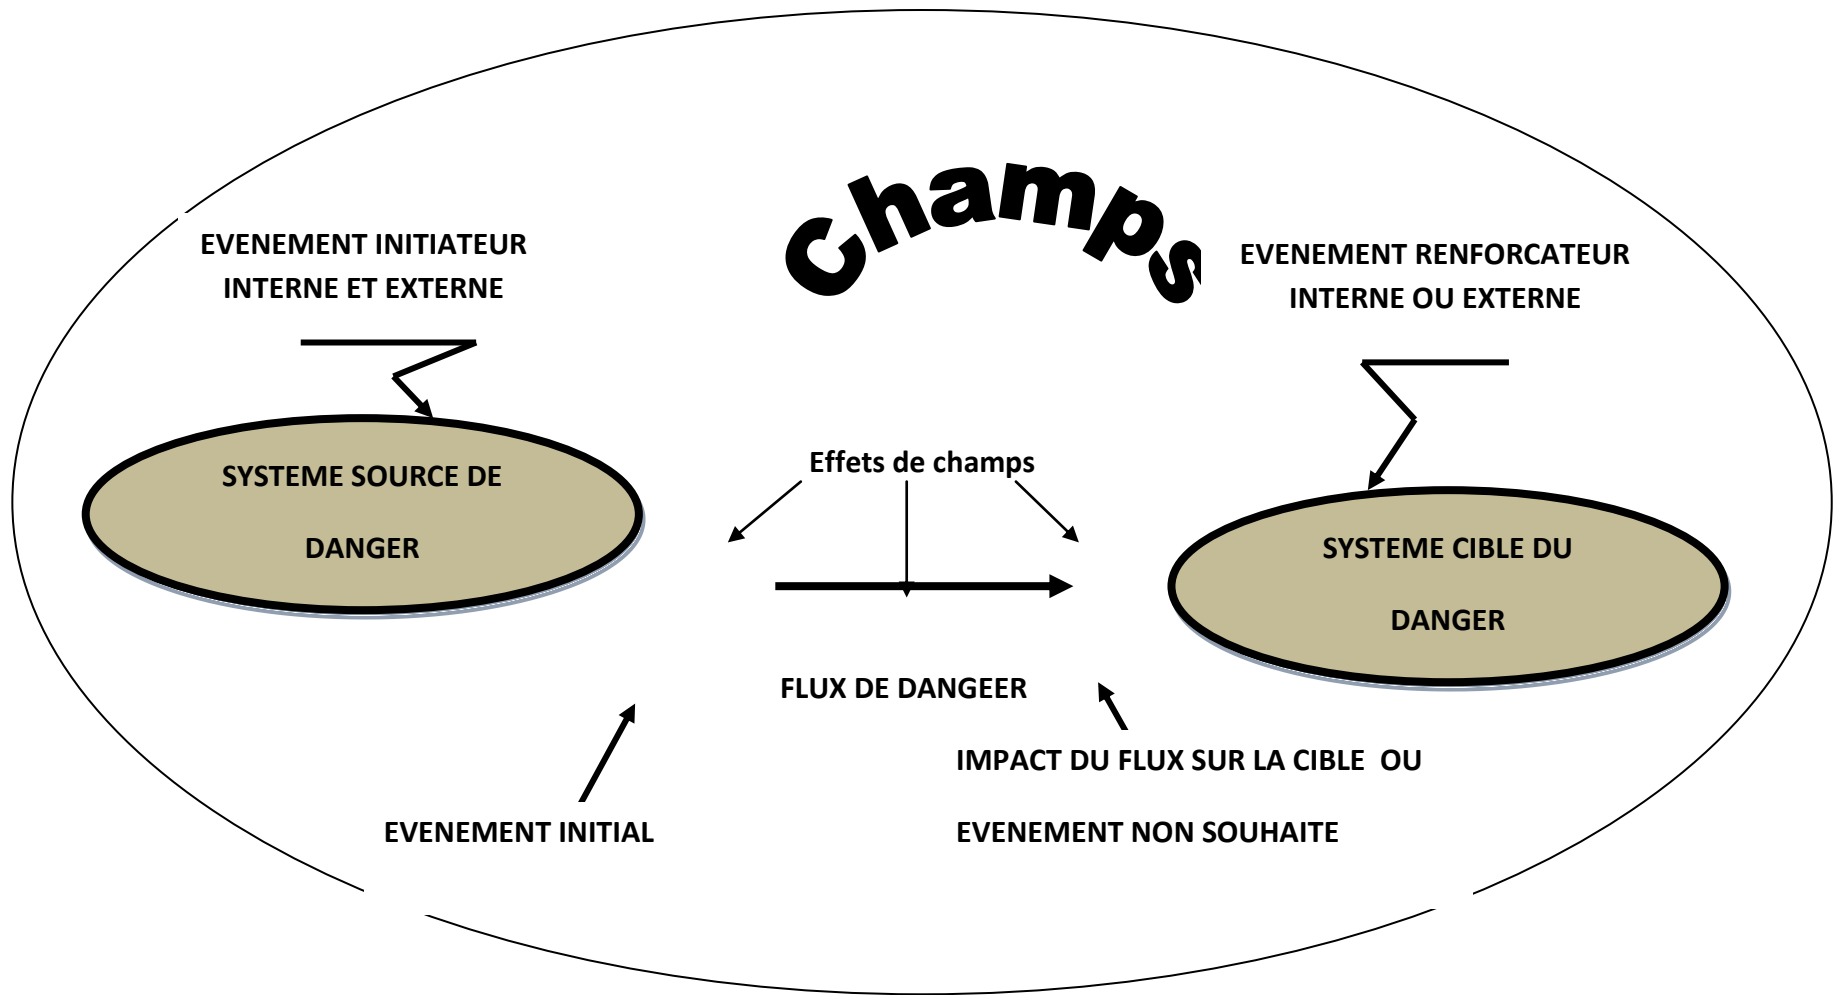 Champs
EVENEMENT INITIATEUR
INTERNE ET EXTERNE
EVENEMENT RENFORCATEUR
INTERNE OU EXTERNE
SYSTEME SOURCE DE
DANGER
Effets de champs
SYSTEME CIBLE DU
DANGER
FLUX DE DANGEER
IMPACT DU FLUX SUR LA CIBLE  OU
EVENEMENT NON SOUHAITE
EVENEMENT INITIAL